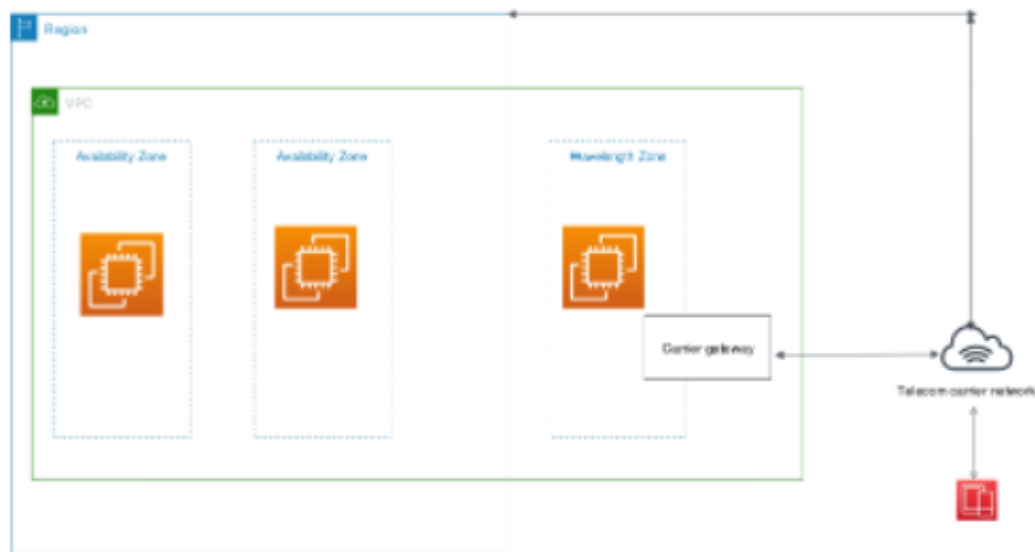 Region
VPC
Availability Zone
Availability Zone
Wavelength Zone
Carrier gateway
Telecom carrier network